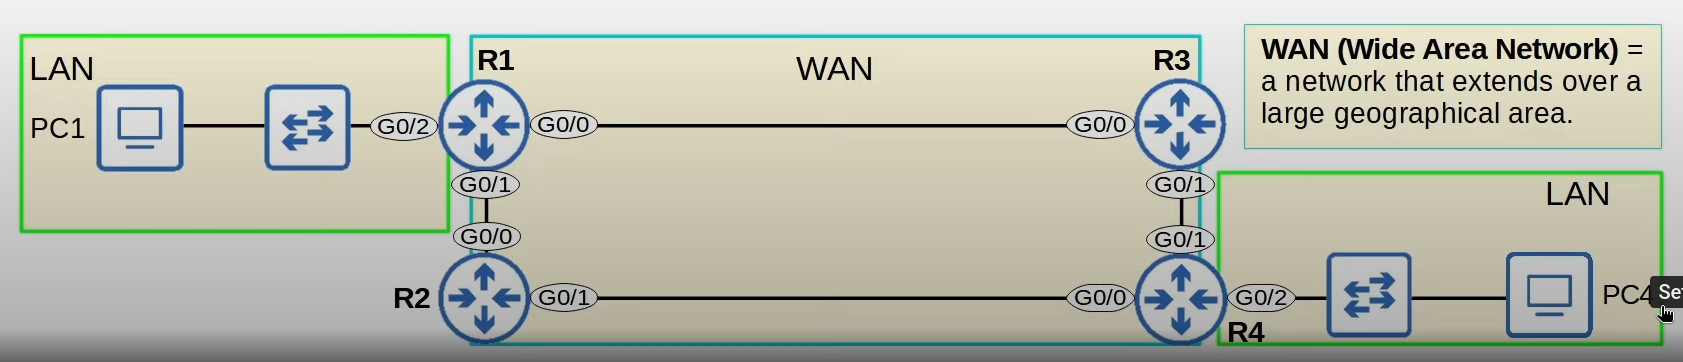 LAN
PC1
G0/2
R1
G0/0
G0/1
WAN
R3
G0/0
G0/1
WAN (Wide Area Network) =
a network that extends over a
large geographical area.
G0/0
R2
G0/1
G0/1
G0/0
R4
G0/2
LAN
PC4